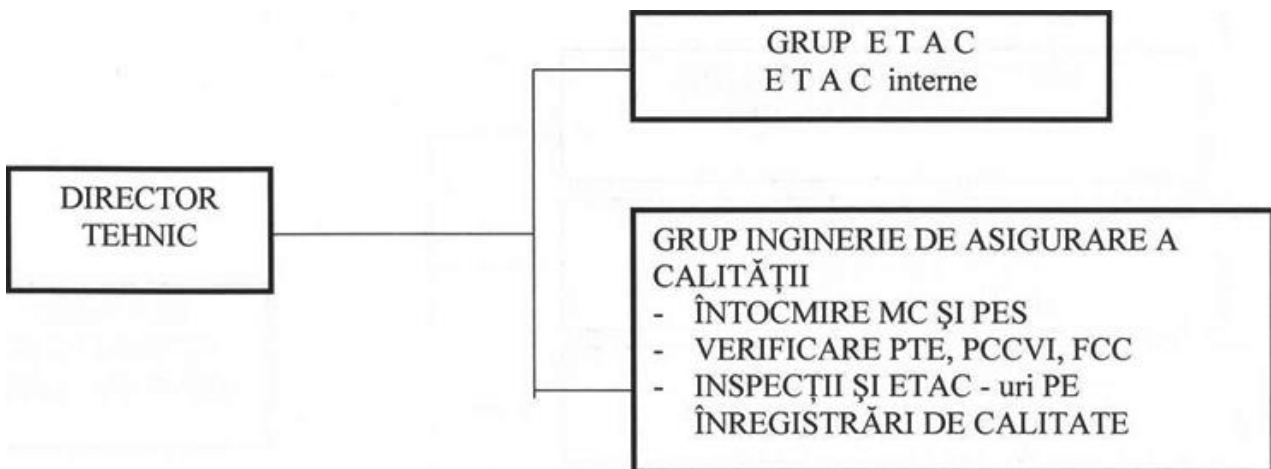 GRUP E T A C
E T A C interne
DIRECTOR
TEHNIC
GRUP INGINERIE DE ASIGURARE A
CALITĂȚII
- ÎNTOCMIRE MC ŞI PES
- VERIFICARE PTE, PCCVI, FCC
- INSPECȚII ŞI ETAC - uri PE
ÎNREGISTRĂRI DE CALITATE